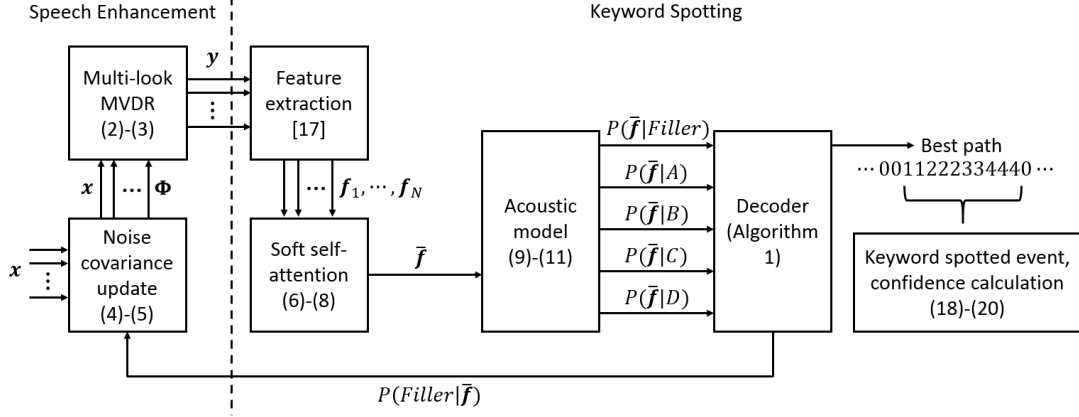 Speech Enhancement
Keyword Spotting
Multi-look
MVDR
(2)-(3)
y
⋮
Feature
extraction
[17]
x
⋯
Φ
⋯
f₁,⋯,f_N
Noise
covariance
update
(4)-(5)
x
⋮
Soft self-
attention
(6)-(8)
f̄
Acoustic
model
(9)-(11)
P(f̄|Filler)
P(f̄|A)
P(f̄|B)
P(f̄|C)
P(f̄|D)
Decoder
(Algorithm
1)
Best path
⋯ 0011222334440 ⋯
Keyword spotted event,
confidence calculation
(18)-(20)
P(Filler|f̄)